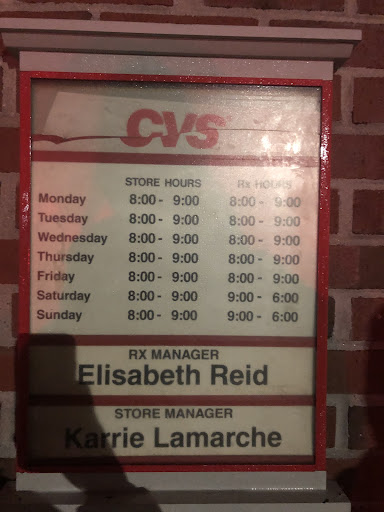 CVS
STORE HOURS Rx HOURS
Monday 8:00 - 9:00 8:00 - 9:00
Tuesday 8:00 - 9:00 8:00 - 9:00
Wednesday 8:00 - 9:00 8:00 - 9:00
Thursday 8:00 - 9:00 8:00 - 9:00
Friday 8:00 - 9:00 8:00 - 9:00
Saturday 8:00 - 9:00 9:00 - 6:00
Sunday 8:00 - 9:00 9:00 - 6:00
RX MANAGER
Elisabeth Reid
STORE MANAGER
Karrie Lamarche